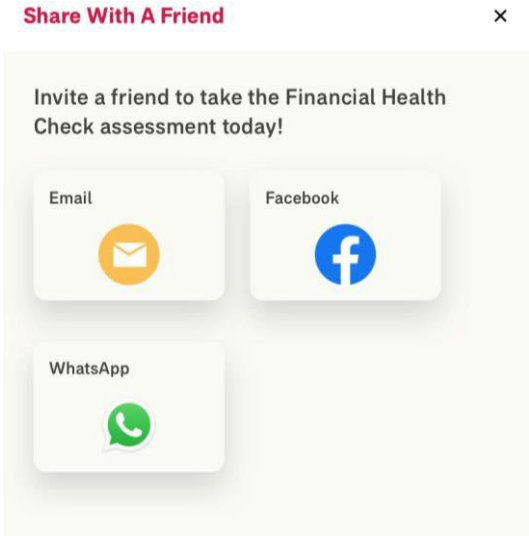 Share With A Friend
Invite a friend to take the Financial Health
Check assessment today!
Email
Facebook
WhatsApp